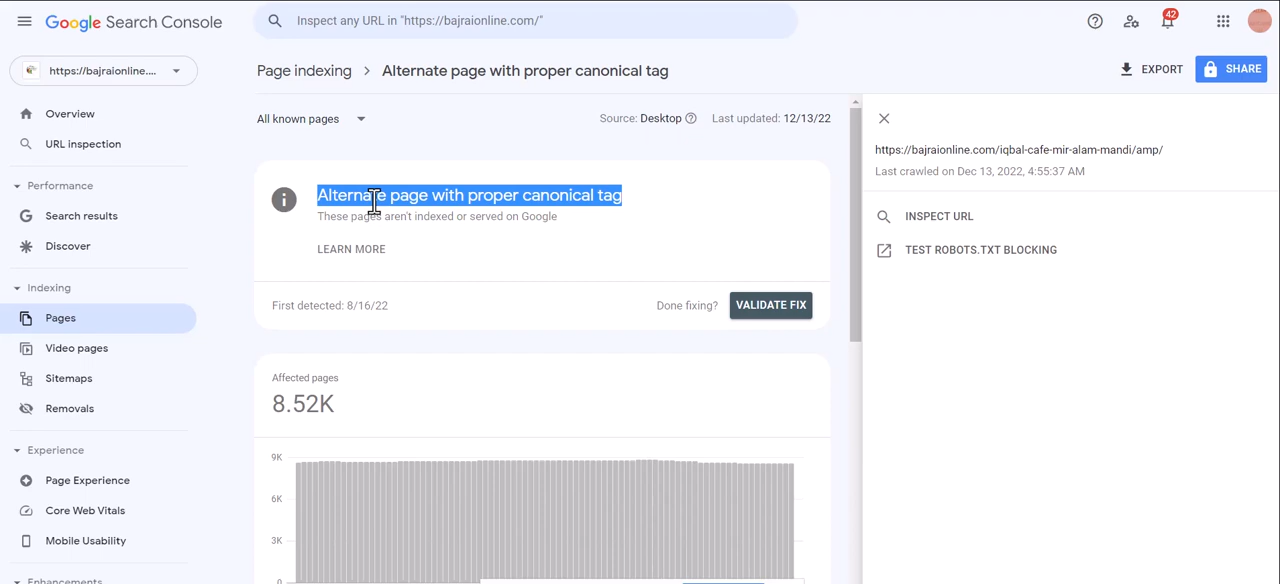 Google Search Console
Inspect any URL in "https://bajraionline.com/"
42
https://bajraionline....
Page indexing > Alternate page with proper canonical tag
EXPORT
SHARE
Overview
URL inspection
Performance
Search results
Discover
Indexing
Pages
Video pages
Sitemaps
Removals
Experience
Page Experience
Core Web Vitals
Mobile Usability
All known pages
Source: Desktop
Last updated: 12/13/22
Alternate page with proper canonical tag
These pages aren't indexed or served on Google
LEARN MORE
First detected: 8/16/22
Done fixing?
VALIDATE FIX
Affected pages
8.52K
9K
6K
3K
0
https://bajraionline.com/iqbal-cafe-mir-alam-mandi/amp/
Last crawled on Dec 13, 2022, 4:55:37 AM
INSPECT URL
TEST ROBOTS.TXT BLOCKING